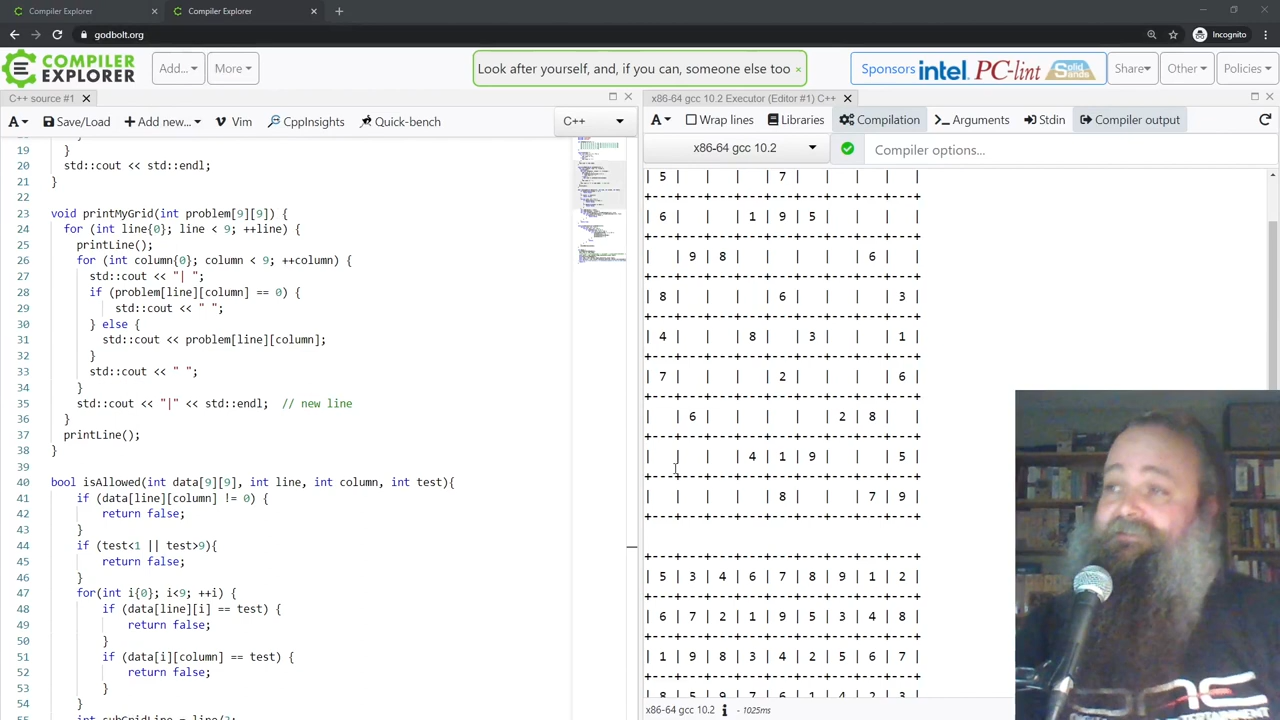 Compiler Explorer
Compiler Explorer
godbolt.org
Incognito
COMPILER
EXPLORER
Add...
More
Look after yourself, and, if you can, someone else too
Sponsors intel. PC-lint Solid Sands
Share
Other
Policies
C++ source #1
A
Save/Load
Add new...
Vim
CppInsights
Quick-bench
C++
19 }
20 std::cout << std::endl;
21 }
22
23 void printMyGrid(int problem[9][9]) {
24 for (int line{0}; line < 9; ++line) {
25 printLine();
26 for (int column{0}; column < 9; ++column) {
27 std::cout << "| ";
28 if (problem[line][column] == 0) {
29 std::cout << " ";
30 } else {
31 std::cout << problem[line][column];
32 }
33 std::cout << " ";
34 }
35 std::cout << "|" << std::endl; // new line
36 }
37 printLine();
38 }
39
40 bool isAllowed(int data[9][9], int line, int column, int test){
41 if (data[line][column] != 0) {
42 return false;
43 }
44 if (test<1 || test>9){
45 return false;
46 }
47 for(int i{0}; i<9; ++i) {
48 if (data[line][i] == test) {
49 return false;
50 }
51 if (data[i][column] == test) {
52 return false;
53 }
54 }
x86-64 gcc 10.2 Executor (Editor #1) C++
A
Wrap lines
Libraries
Compilation
Arguments
Stdin
Compiler output
x86-64 gcc 10.2
Compiler options...
| 5 | | | | 7 | | | | |
+---+---+---+---+---+---+---+---+---+
| 6 | | | 1 | | 5 | | | |
+---+---+---+---+---+---+---+---+---+
| | 9 | 8 | | | | | 6 | |
+---+---+---+---+---+---+---+---+---+
| 8 | | | | 6 | | | | 3 |
+---+---+---+---+---+---+---+---+---+
| 4 | | | 8 | | 3 | | | 1 |
+---+---+---+---+---+---+---+---+---+
| 7 | | | | 2 | | | | 6 |
+---+---+---+---+---+---+---+---+---+
| | 6 | | | | | 2 | 8 | |
+---+---+---+---+---+---+---+---+---+
| | | | 4 | 1 | 9 | | | 5 |
+---+---+---+---+---+---+---+---+---+
| | | | | 8 | | | 7 | 9 |
+---+---+---+---+---+---+---+---+---+
+---+---+---+---+---+---+---+---+---+
| 5 | 3 | 4 | 6 | 7 | 8 | 9 | 1 | 2 |
+---+---+---+---+---+---+---+---+---+
| 6 | 7 | 2 | 1 | 9 | 5 | 3 | 4 | 8 |
+---+---+---+---+---+---+---+---+---+
| 1 | 9 | 8 | 3 | 4 | 2 | 5 | 6 | 7 |
+---+---+---+---+---+---+---+---+---+
| 8 | 5 | 9 | 7 | 6 | 1 | 4 | 2 | 3 |
x86-64 gcc 10.2 i - 1025ms